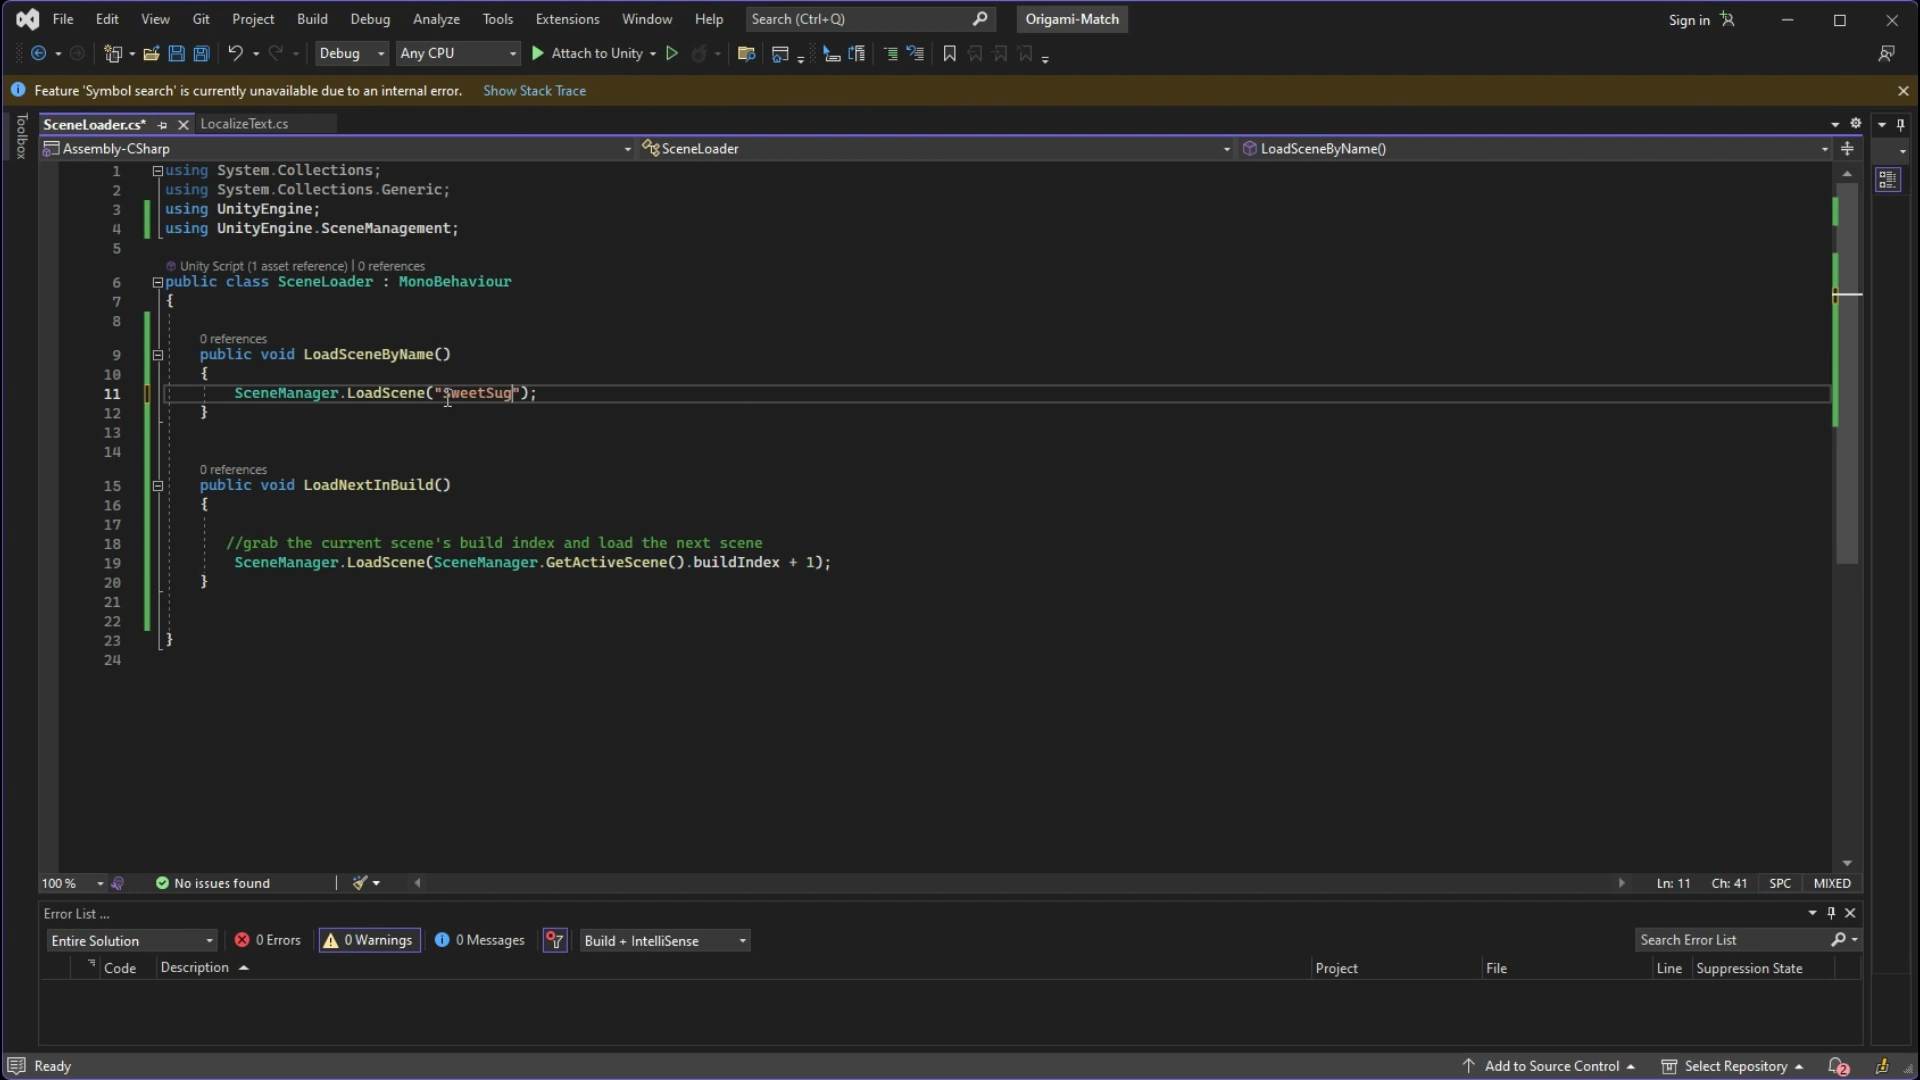 File Edit View Git Project Build Debug Analyze Tools Extensions Window Help Search (Ctrl+Q) Origami-Match Sign in
Debug Any CPU Attach to Unity
Feature 'Symbol search' is currently unavailable due to an internal error. Show Stack Trace
Toolbox
SceneLoader.cs* LocalizeText.cs
Assembly-CSharp SceneLoader LoadSceneByName()
1 using System.Collections;
2 using System.Collections.Generic;
3 using UnityEngine;
4 using UnityEngine.SceneManagement;
5
Unity Script (1 asset reference) | 0 references
6 public class SceneLoader : MonoBehaviour
7 {
8
0 references
9 public void LoadSceneByName()
10 {
11 SceneManager.LoadScene("SweetSug");
12 }
13
14
0 references
15 public void LoadNextInBuild()
16 {
17
18 //grab the current scene's build index and load the next scene
19 SceneManager.LoadScene(SceneManager.GetActiveScene().buildIndex + 1);
20 }
21
22
23 }
24
100 % No issues found Ln: 11 Ch: 41 SPC MIXED
Error List ...
Entire Solution 0 Errors 0 Warnings 0 Messages Build + IntelliSense Search Error List
Code Description Project File Line Suppression State
Ready Add to Source Control Select Repository 2